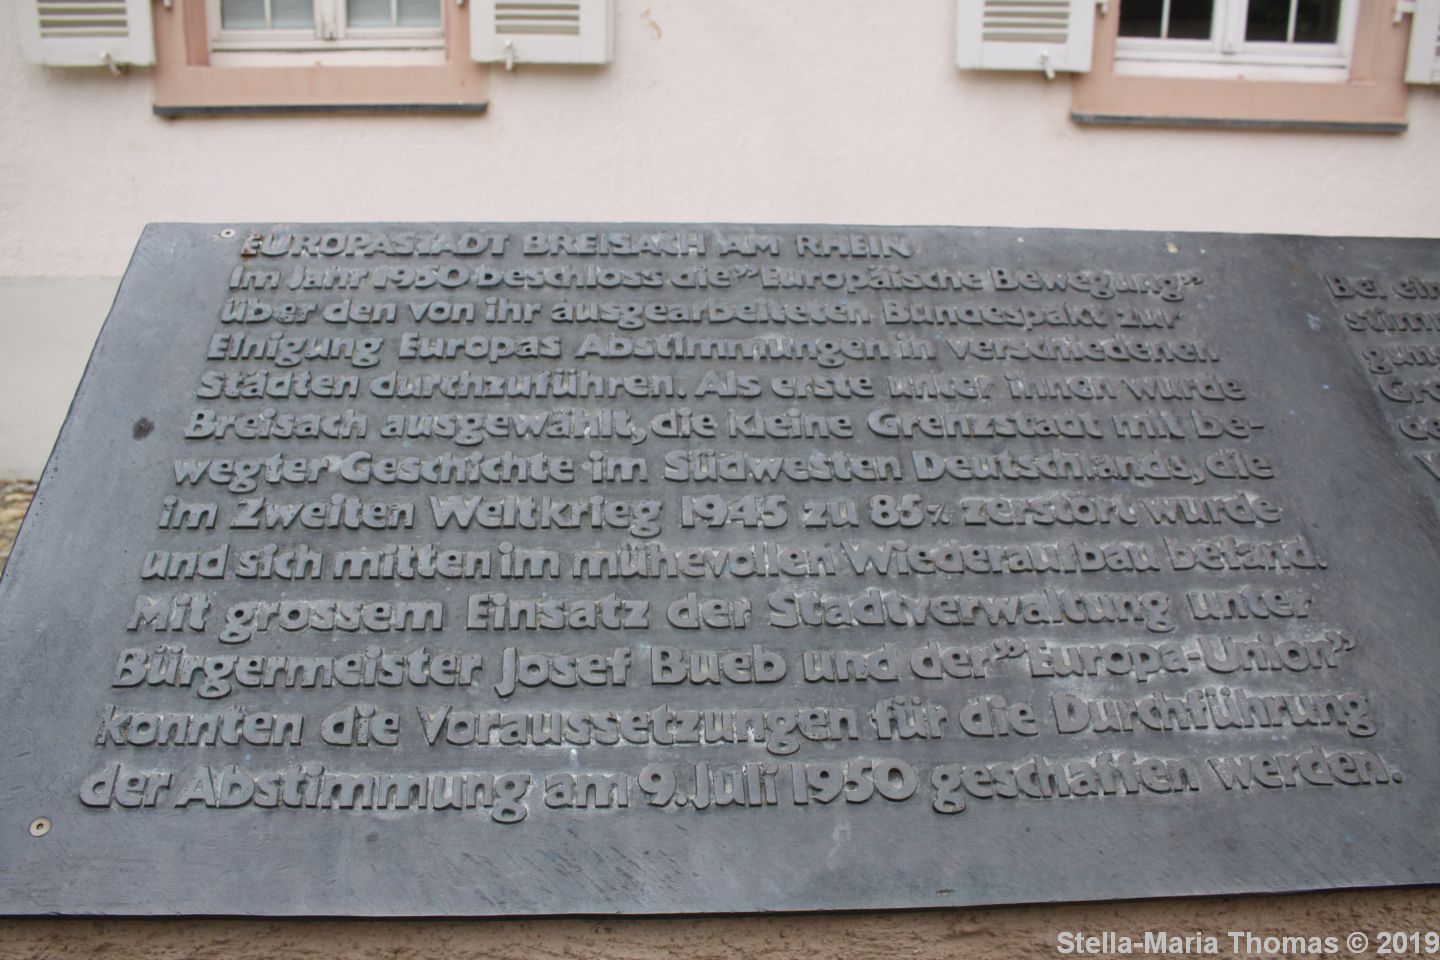 EUROPASTADT BREISACH AM RHEIN
Im Jahr 1950 beschloss die "Europäische Bewegung"
über den von ihr ausgearbeiteten Bundespakt zur
Einigung Europas Abstimmungen in verschiedenen
Städten durchzuführen. Als erste unter ihnen wurde
Breisach ausgewählt, die kleine Grenzstadt mit be-
wegter Geschichte im Südwesten Deutschlands, die
im Zweiten Weltkrieg 1945 zu 85% zerstört wurde
und sich mitten im mühevollen Wiederaufbau befand.
Mit grossem Einsatz der Stadtverwaltung unter
Bürgermeister Josef Bueb und der "Europa-Union"
konnten die Voraussetzungen für die Durchführung
der Abstimmung am 9. Juli 1950 geschaffen werden.
Bei
Stella-Maria Thomas © 2019